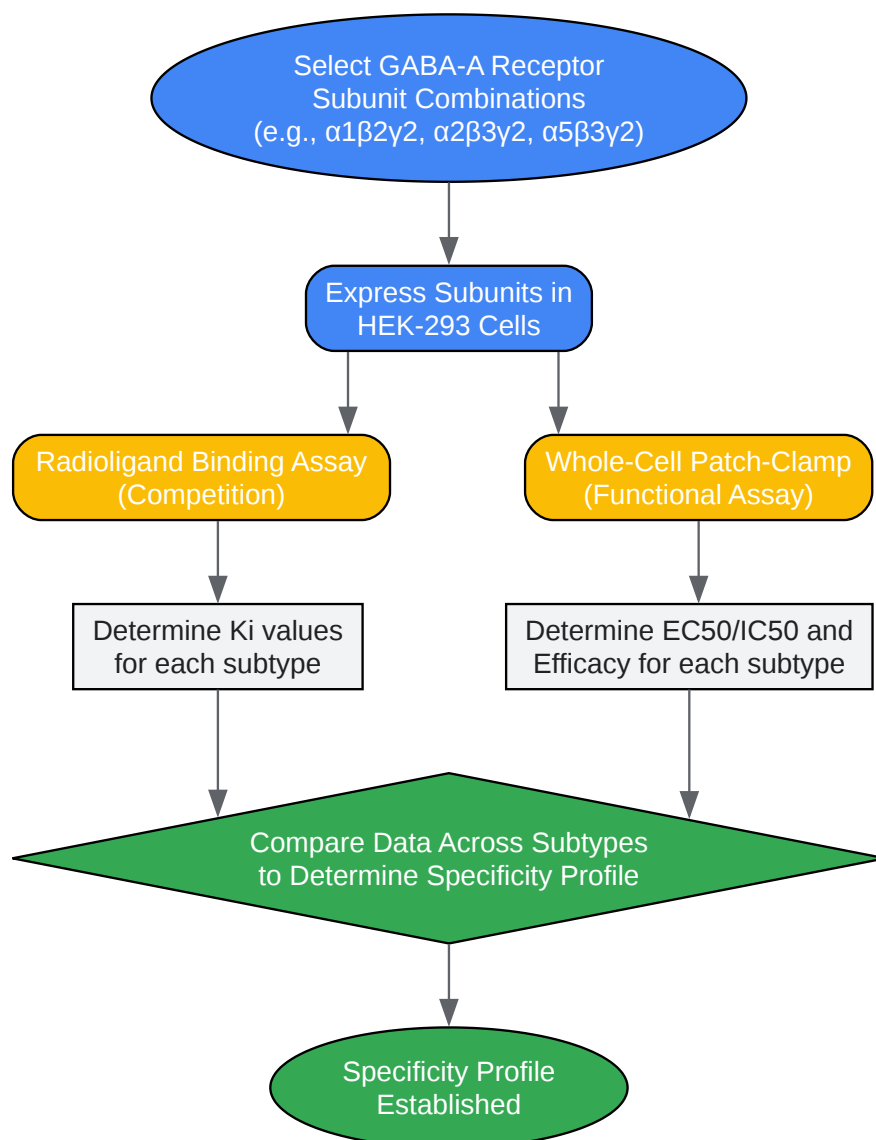 Select GABA-A Receptor
Subunit Combinations
(e.g., α1β2γ2, α2β3γ2, α5β3γ2)
Express Subunits in
HEK-293 Cells
Radioligand Binding Assay
(Competition)
Whole-Cell Patch-Clamp
(Functional Assay)
Determine Ki values
for each subtype
Determine EC50/IC50 and
Efficacy for each subtype
Compare Data Across Subtypes
to Determine Specificity Profile
Specificity Profile
Established